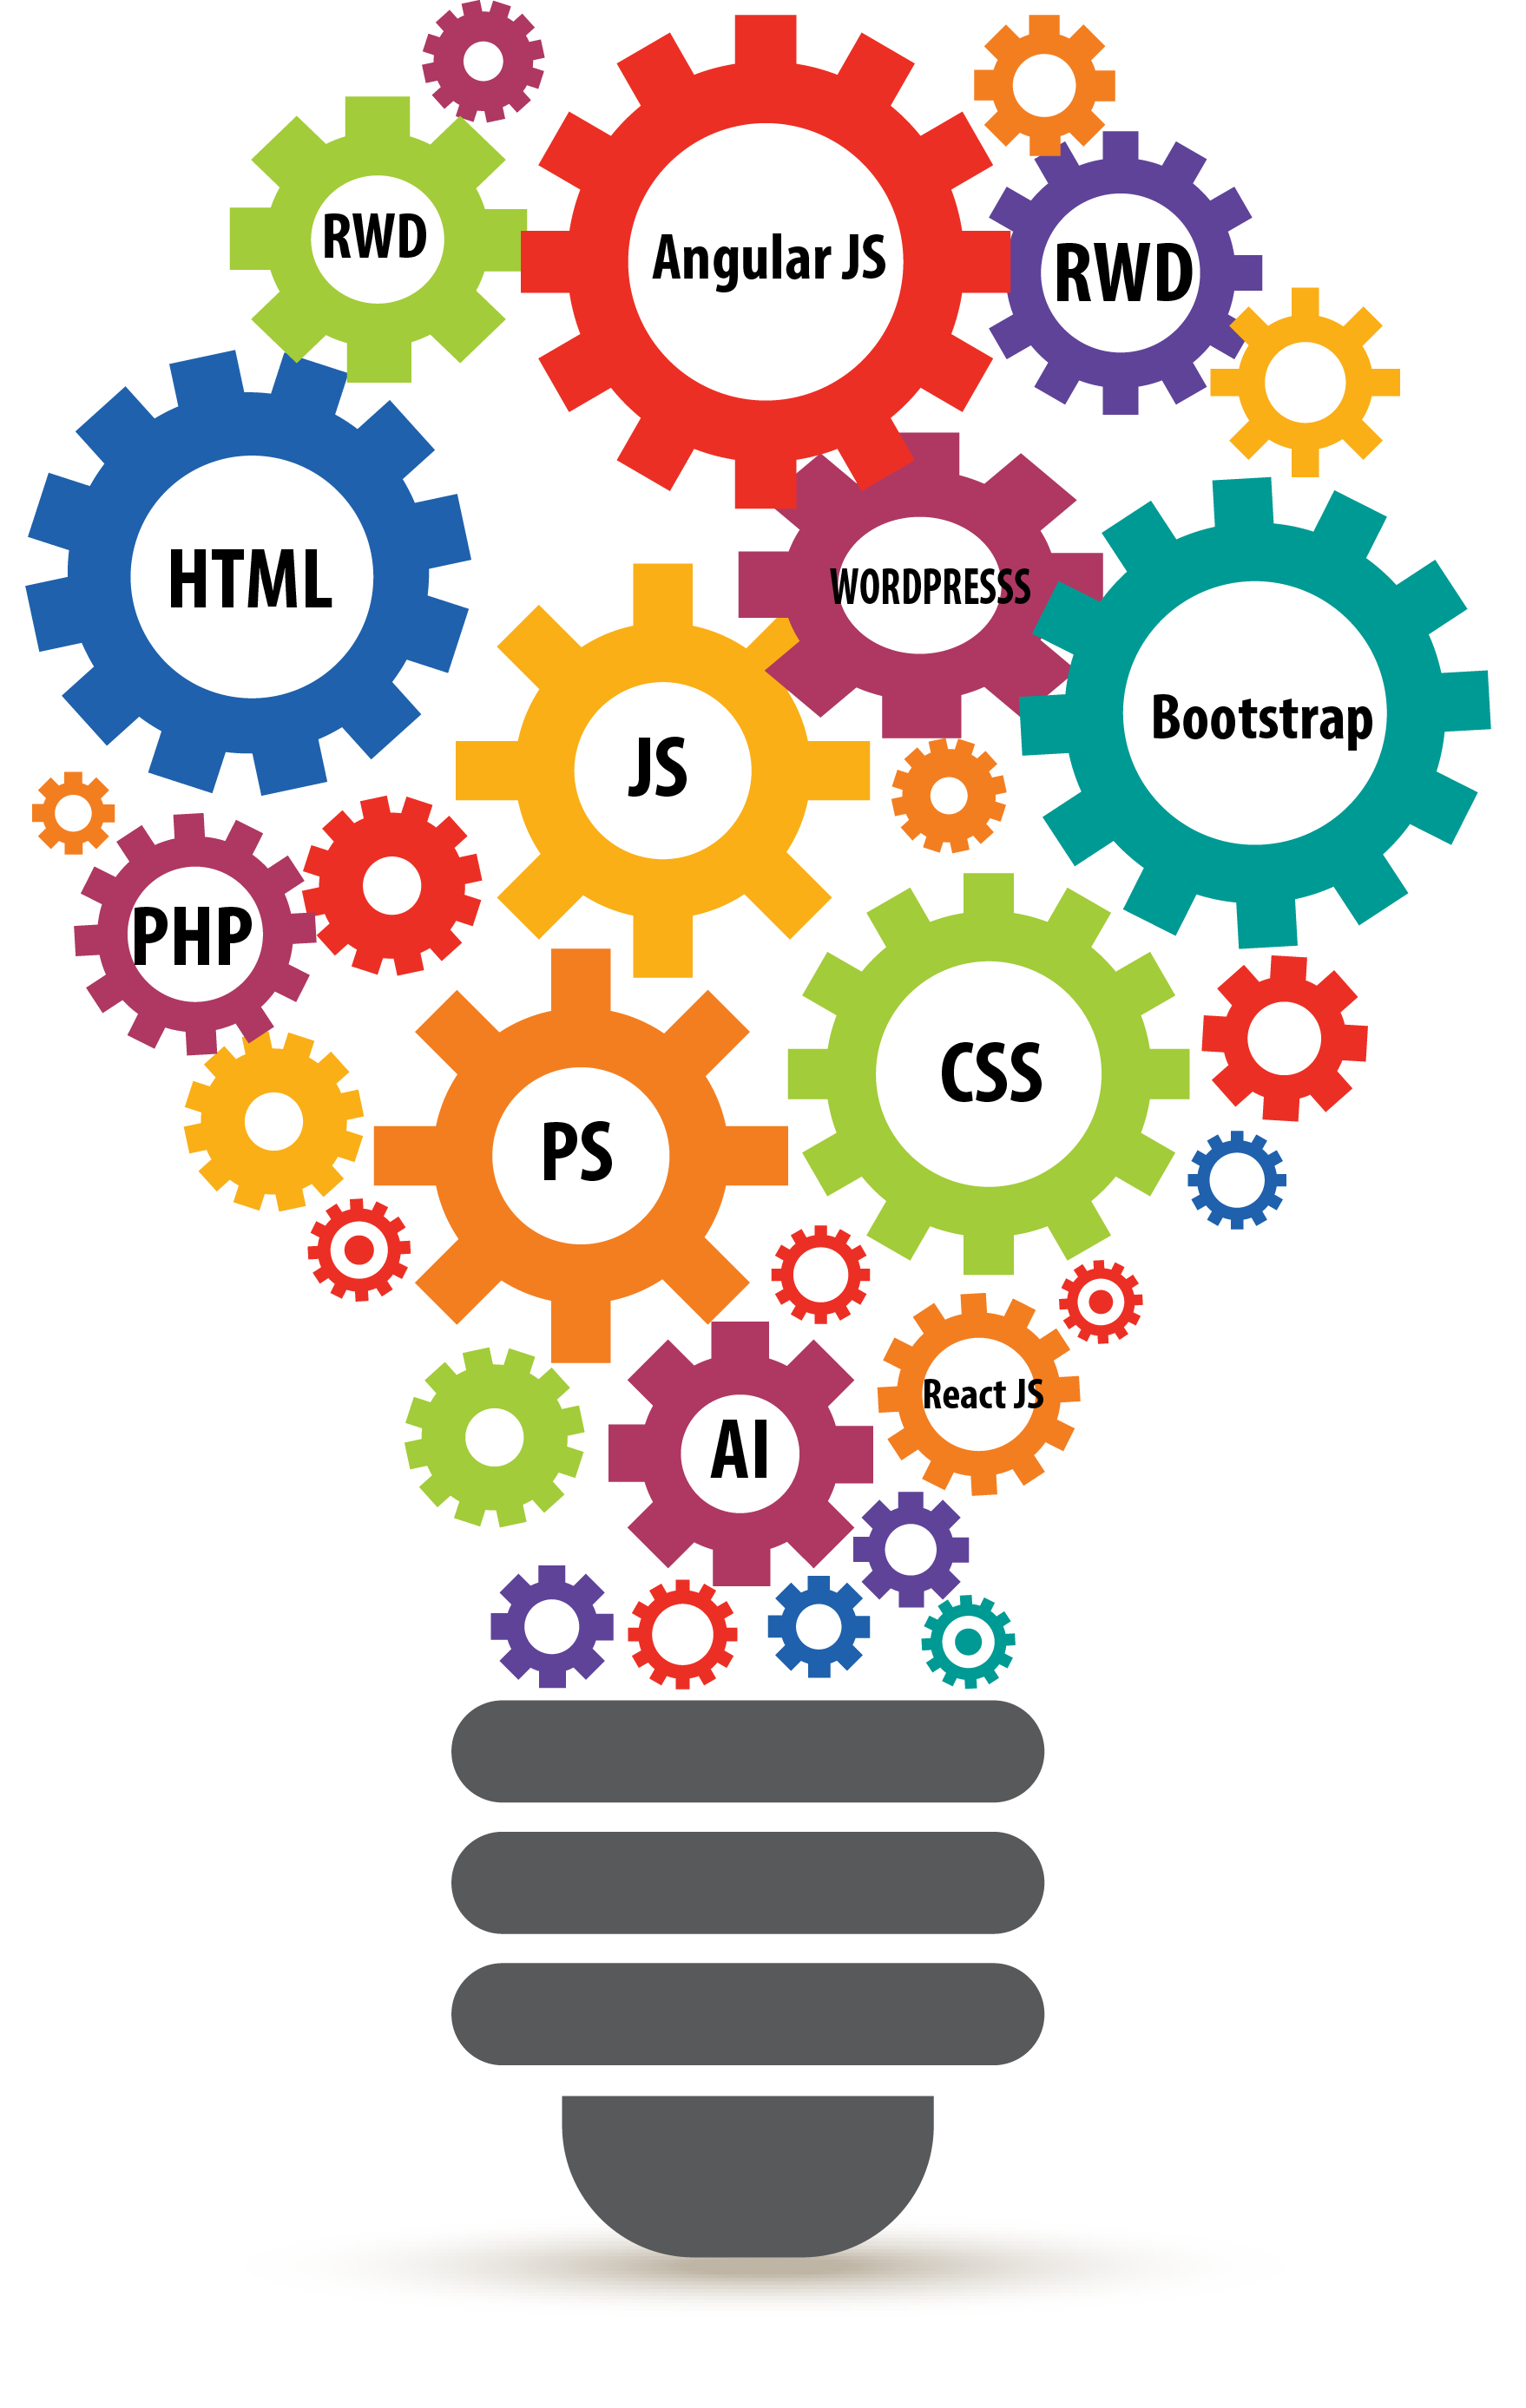 RWD
Angular JS
RWD
HTML
WORDPRESSS
Bootstrap
JS
PHP
CSS
PS
React JS
AI